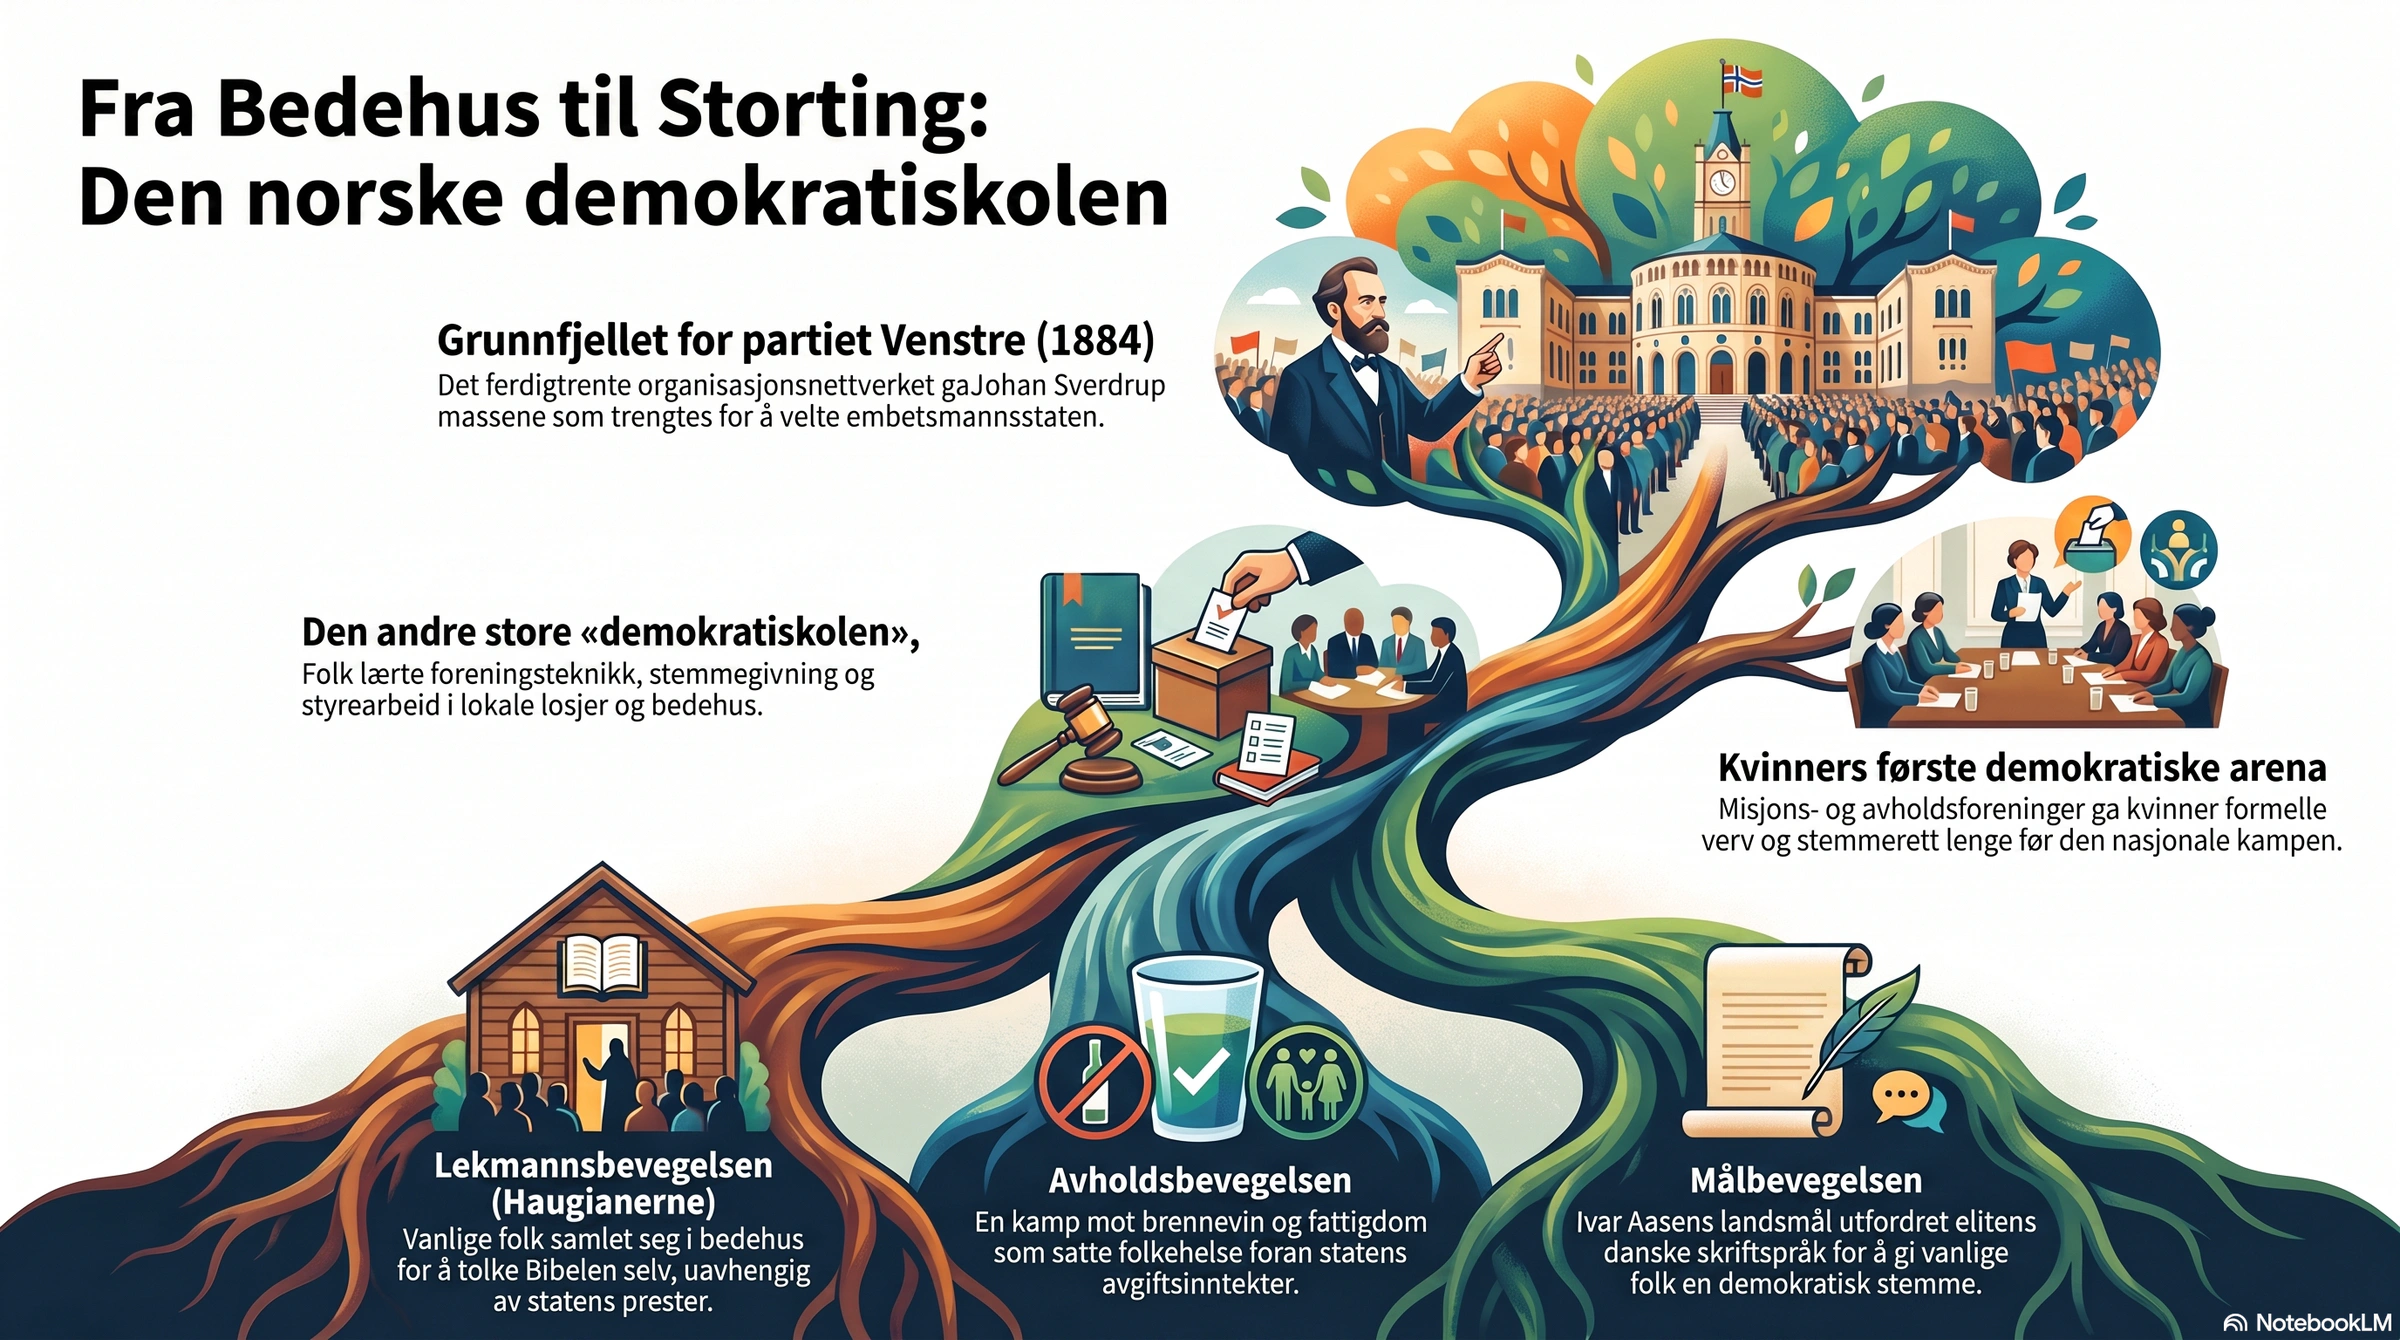 Fra Bedehus til Storting:
Den norske demokratiskolen
Grunnfjellet for partiet Venstre (1884)
Det ferdigtrente organisasjonsnettverket gaJohan Sverdrup
massene som trengtes for å velte embetsmannsstaten.
Den andre store «demokratiskolen»,
Folk lærte foreningsteknikk, stemmegivning og
styrearbeid i lokale losjer og bedehus.
Kvinners første demokratiske arena
Misjons- og avholdsforeninger ga kvinner formelle
verv og stemmerett lenge før den nasjonale kampen.
Lekmannsbevegelsen
(Haugianerne)
Vanlige folk samlet seg i bedehus
for å tolke Bibelen selv, uavhengig
av statens prester.
Avholdsbevegelsen
En kamp mot brennevin og fattigdom
som satte folkehelse foran statens
avgiftsinntekter.
Målbevegelsen
Ivar Aasens landsmål utfordret elitens
danske skriftspråk for å gi vanlige
folk en demokratisk stemme.
NotebookLM